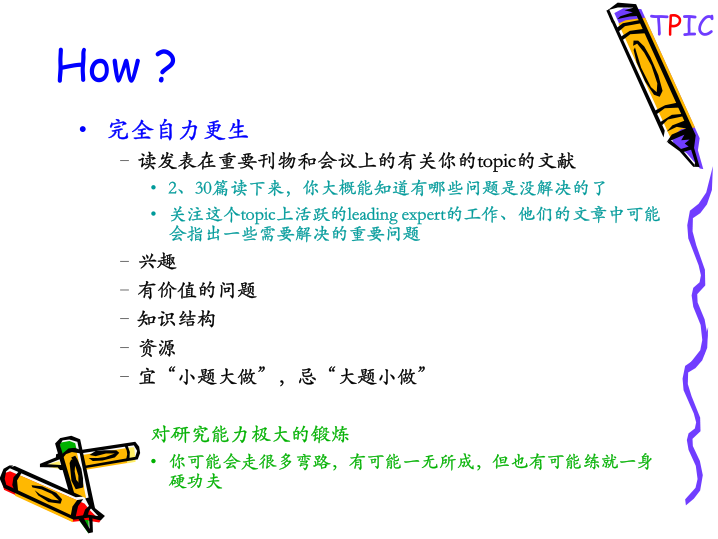 TPIC
How ?
• 完全自力更生
– 读发表在重要刊物和会议上的有关你的topic的文献
• 2、30篇读下来，你大概能知道有哪些问题是没解决的了
• 关注这个topic上活跃的leading expert的工作、他们的文章中可能
会指出一些需要解决的重要问题
– 兴趣
– 有价值的问题
– 知识结构
– 资源
– 宜“小题大做”，忌“大题小做”
对研究能力极大的锻炼
• 你可能会走很多弯路，有可能一无所成，但也有可能练就一身
硬功夫